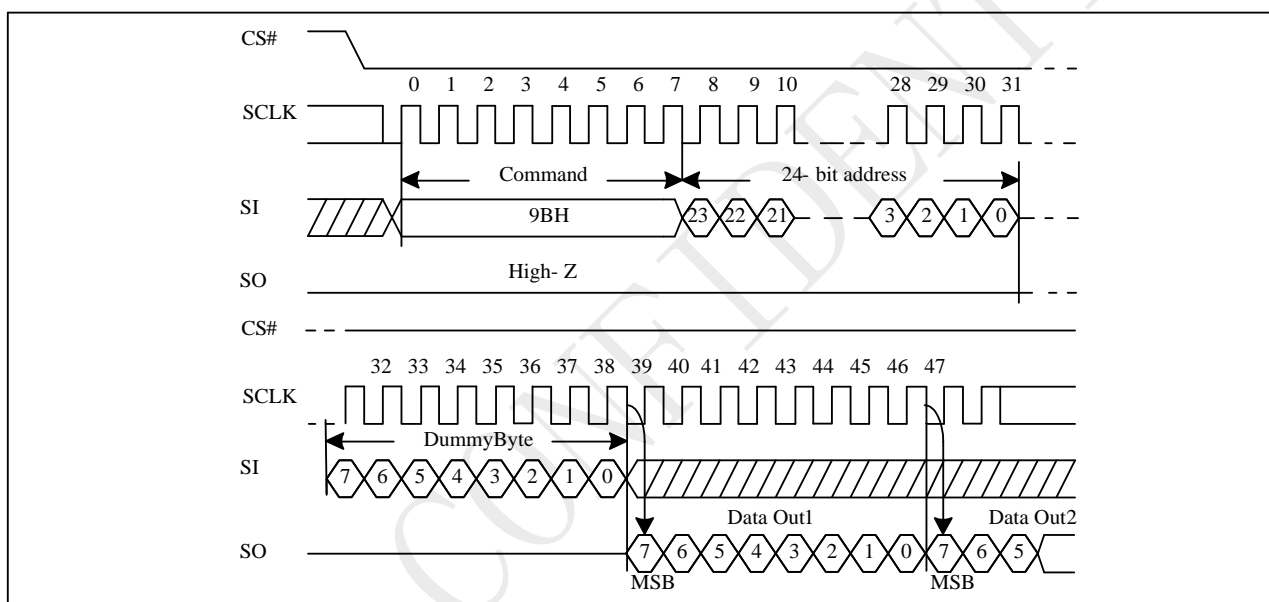 CS#
0 1 2 3 4 5 6 7 8 9 10 28 29 30 31
SCLK
Command 24- bit address
SI 9BH 23 22 21 3 2 1 0
SO High- Z
CS#
32 33 34 35 36 37 38 39 40 41 42 43 44 45 46 47
SCLK
DummyByte
SI 7 6 5 4 3 2 1 0
Data Out1 Data Out2
SO 7 6 5 4 3 2 1 0 7 6 5
MSB MSB
CONFIDENT